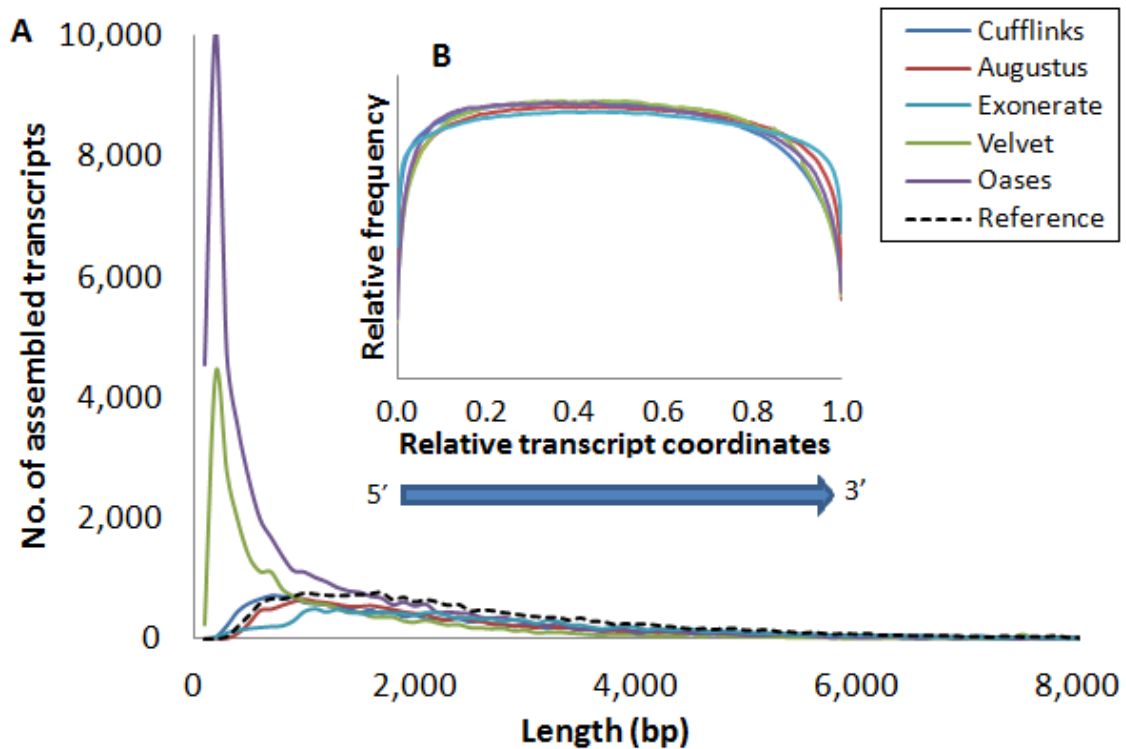 A
10,000
8,000
6,000
4,000
2,000
0
No. of assembled transcripts
0
2,000
4,000
6,000
8,000
Length (bp)
B
Relative frequency
0.0
0.2
0.4
0.6
0.8
1.0
Relative transcript coordinates
5′
3′
Cufflinks
Augustus
Exonerate
Velvet
Oases
Reference